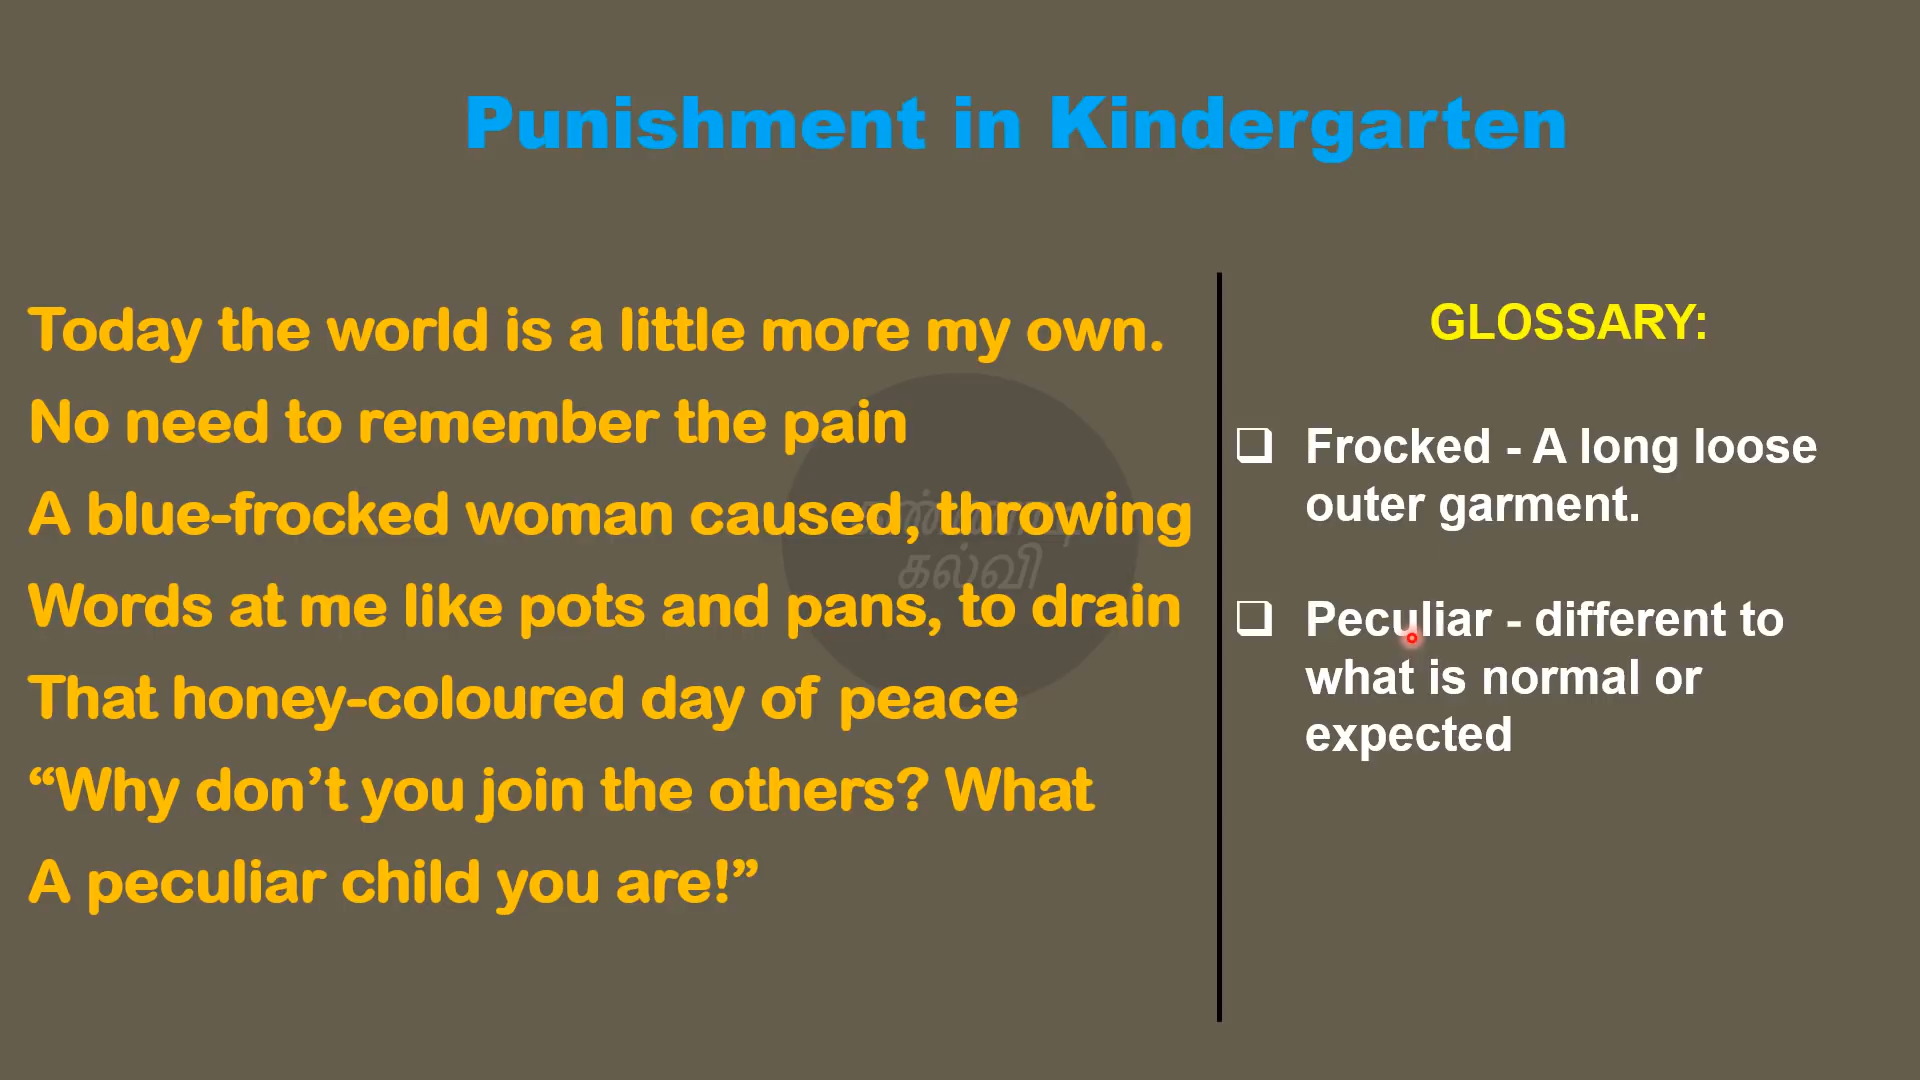 Punishment in Kindergarten
Today the world is a little more my own.
No need to remember the pain
A blue-frocked woman caused, throwing
Words at me like pots and pans, to drain
That honey-coloured day of peace
“Why don’t you join the others? What
A peculiar child you are!”
GLOSSARY:
❑ Frocked - A long loose
outer garment.
❑ Peculiar - different to
what is normal or
expected
கல்வி